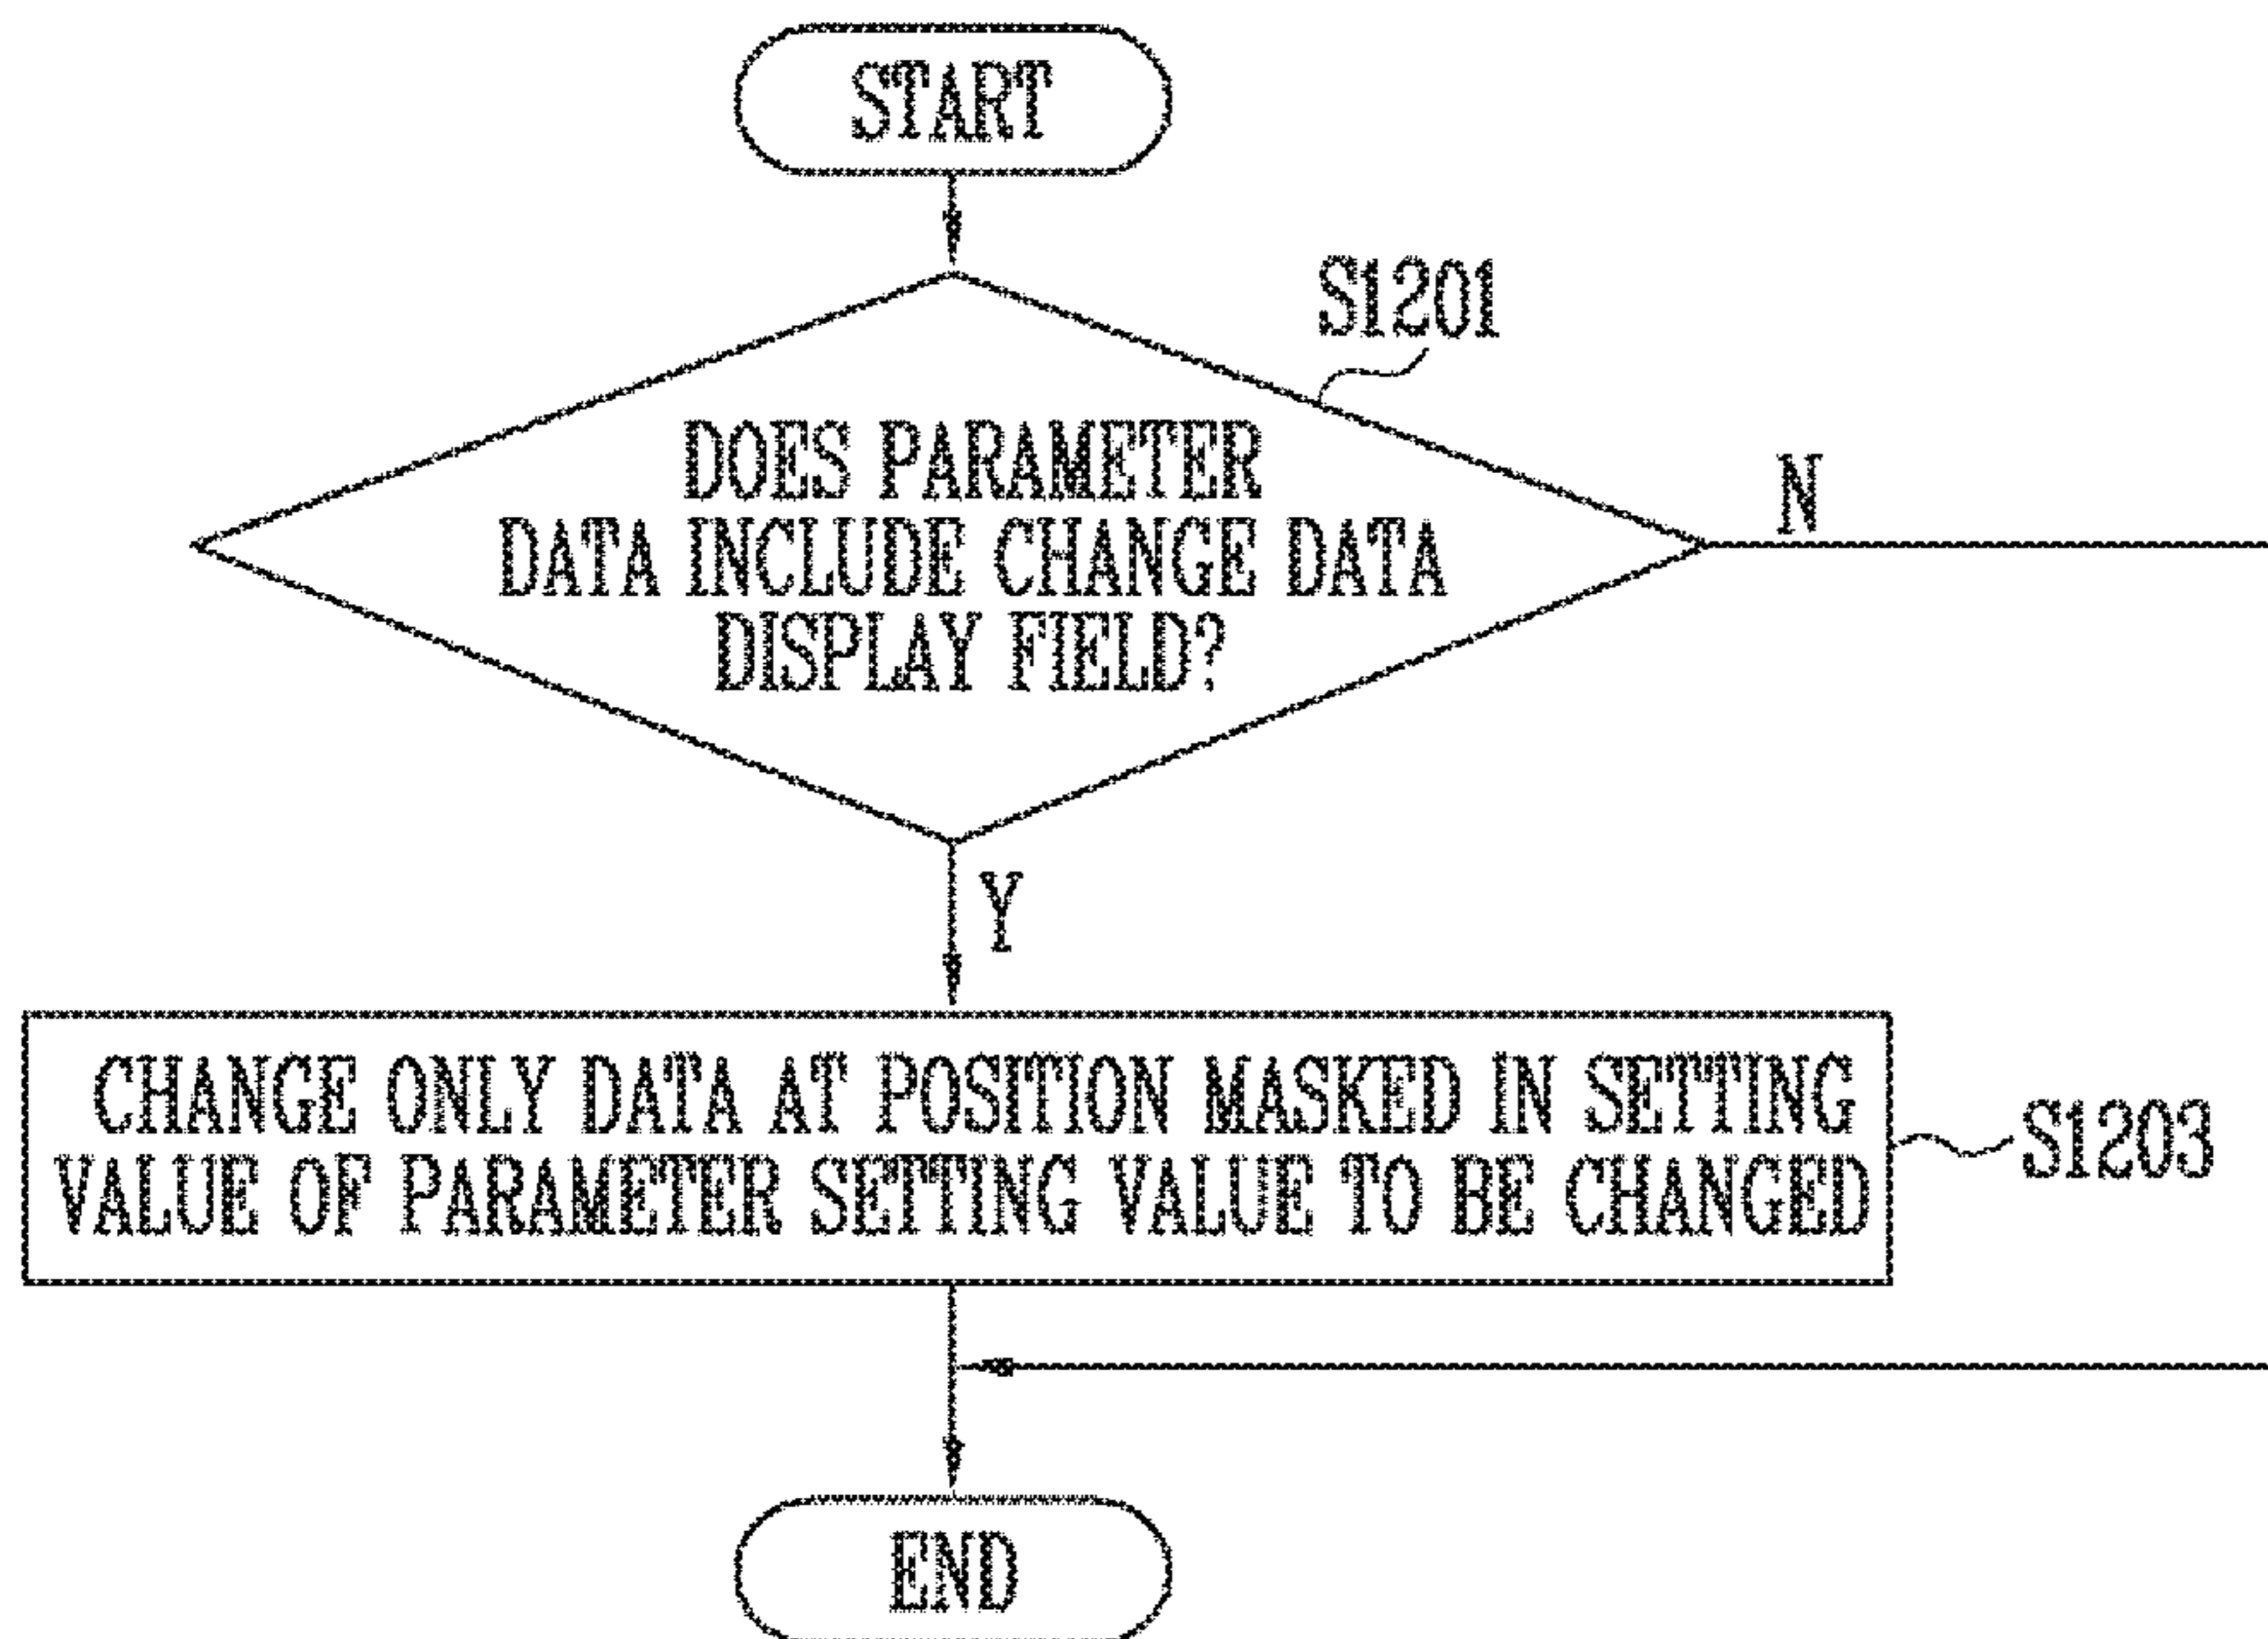 START
S1201
DOES PARAMETER
DATA INCLUDE CHANGE DATA
DISPLAY FIELD?
N
Y
CHANGE ONLY DATA AT POSITION MASKED IN SETTING
VALUE OF PARAMETER SETTING VALUE TO BE CHANGED
S1203
END